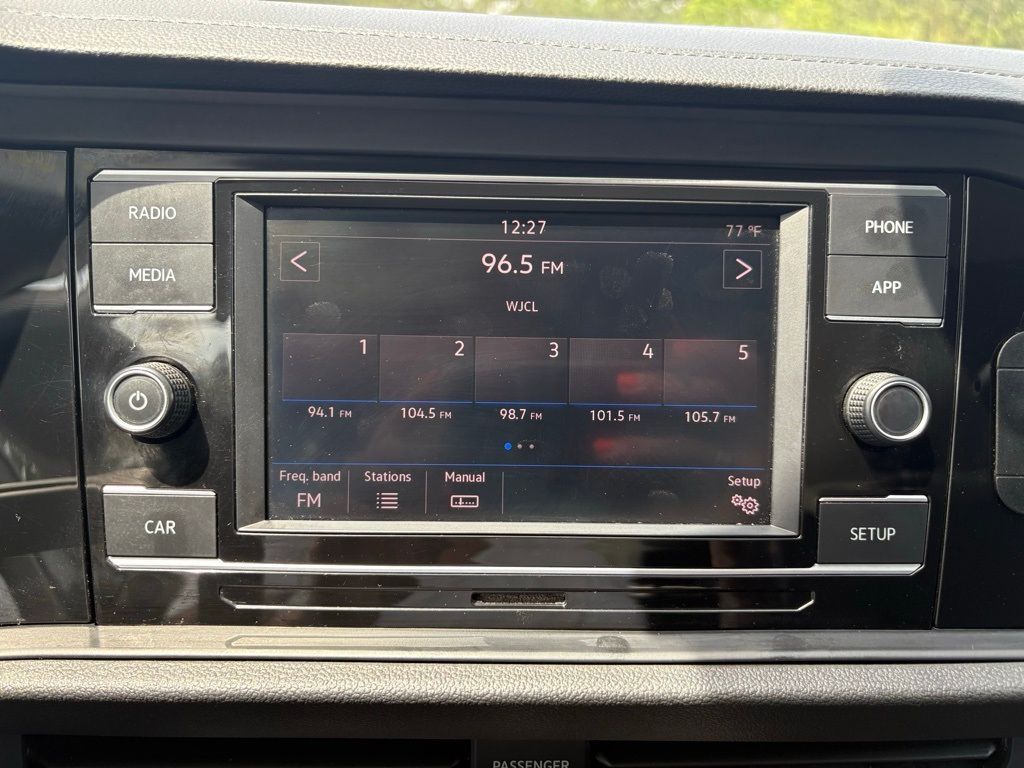 12:27
77 °F
RADIO
PHONE
<
96.5 FM
>
MEDIA
APP
WJCL
1 2 3 4 5
94.1 FM 104.5 FM 98.7 FM 101.5 FM 105.7 FM
Freq. band Stations Manual Setup
FM
CAR
SETUP
PASSENGER